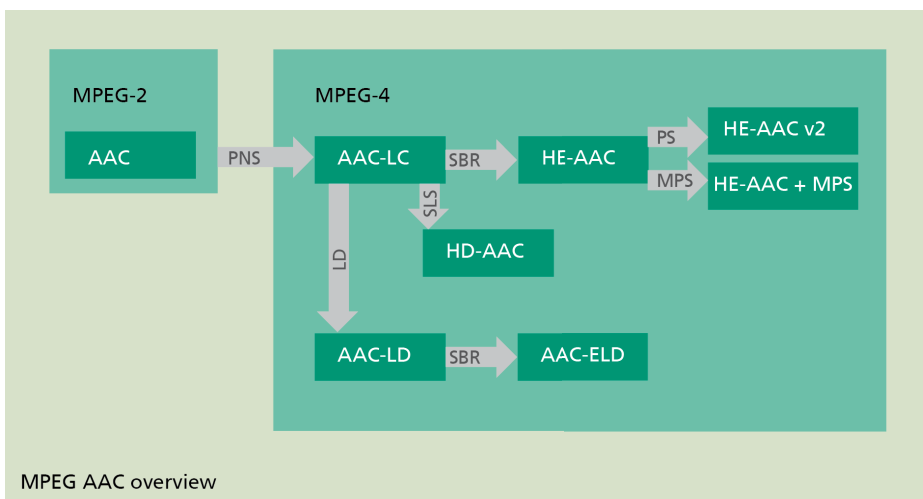 MPEG-2
AAC
PNS
MPEG-4
AAC-LC
SBR
HE-AAC
PS
HE-AAC v2
MPS
HE-AAC + MPS
SLS
HD-AAC
LD
AAC-LD
SBR
AAC-ELD
MPEG AAC overview